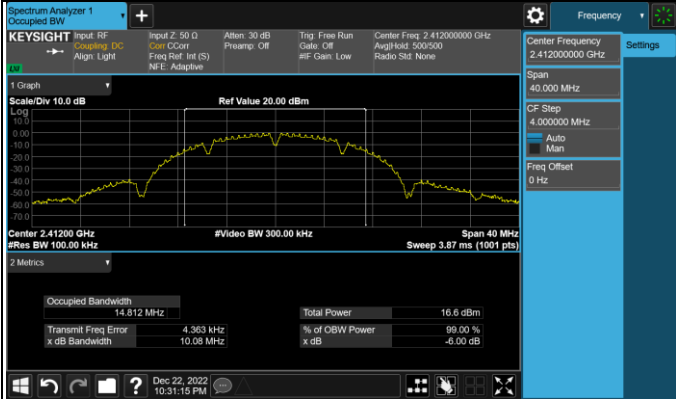 Spectrum Analyzer 1
Occupied BW
+
Frequency
KEYSIGHT
Input: RF
Coupling: DC
Align: Light
Input Z: 50 Ω
Corr CCorr
Freq Ref: Int (S)
NFE: Adaptive
Atten: 30 dB
Preamp: Off
Trig: Free Run
Gate: Off
#IF Gain: Low
Center Freq: 2.412000000 GHz
Avg|Hold: 500/500
Radio Std: None
Center Frequency
2.412000000 GHz
Settings
Span
40.000 MHz
CF Step
4.000000 MHz
Auto
Man
Freq Offset
0 Hz
1 Graph
Scale/Div 10.0 dB
Ref Value 20.00 dBm
Log
10.0
0.00
-10.0
-20.0
-30.0
-40.0
-50.0
-60.0
-70.0
Center 2.41200 GHz
#Video BW 300.00 kHz
Span 40 MHz
#Res BW 100.00 kHz
Sweep 3.87 ms (1001 pts)
2 Metrics
Occupied Bandwidth
14.812 MHz
Total Power 16.6 dBm
Transmit Freq Error 4.363 kHz
% of OBW Power 99.00 %
x dB Bandwidth 10.08 MHz
x dB -6.00 dB
?
Dec 22, 2022
10:31:15 PM